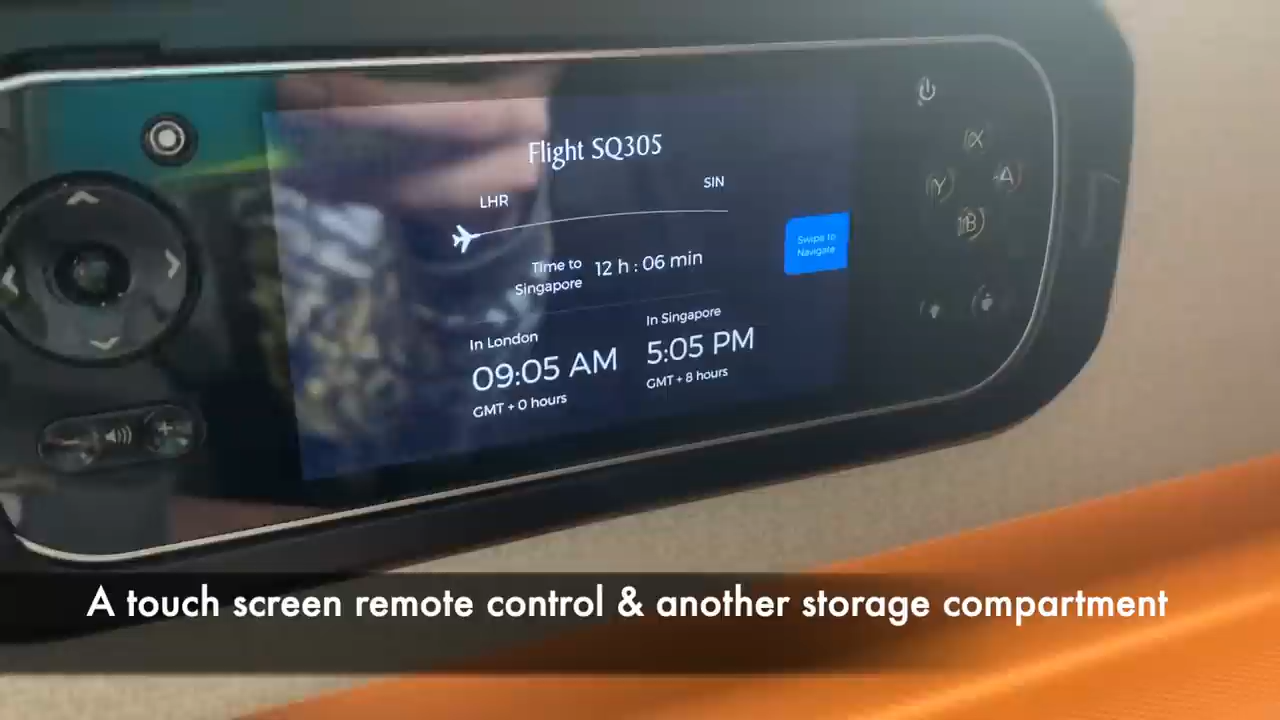 Flight SQ305
LHR
SIN
Time to
Singapore
12 h : 06 min
Swipe to
Navigate
In London
09:05 AM
GMT + 0 hours
In Singapore
5:05 PM
GMT + 8 hours
X
Y
A
B
A touch screen remote control & another storage compartment